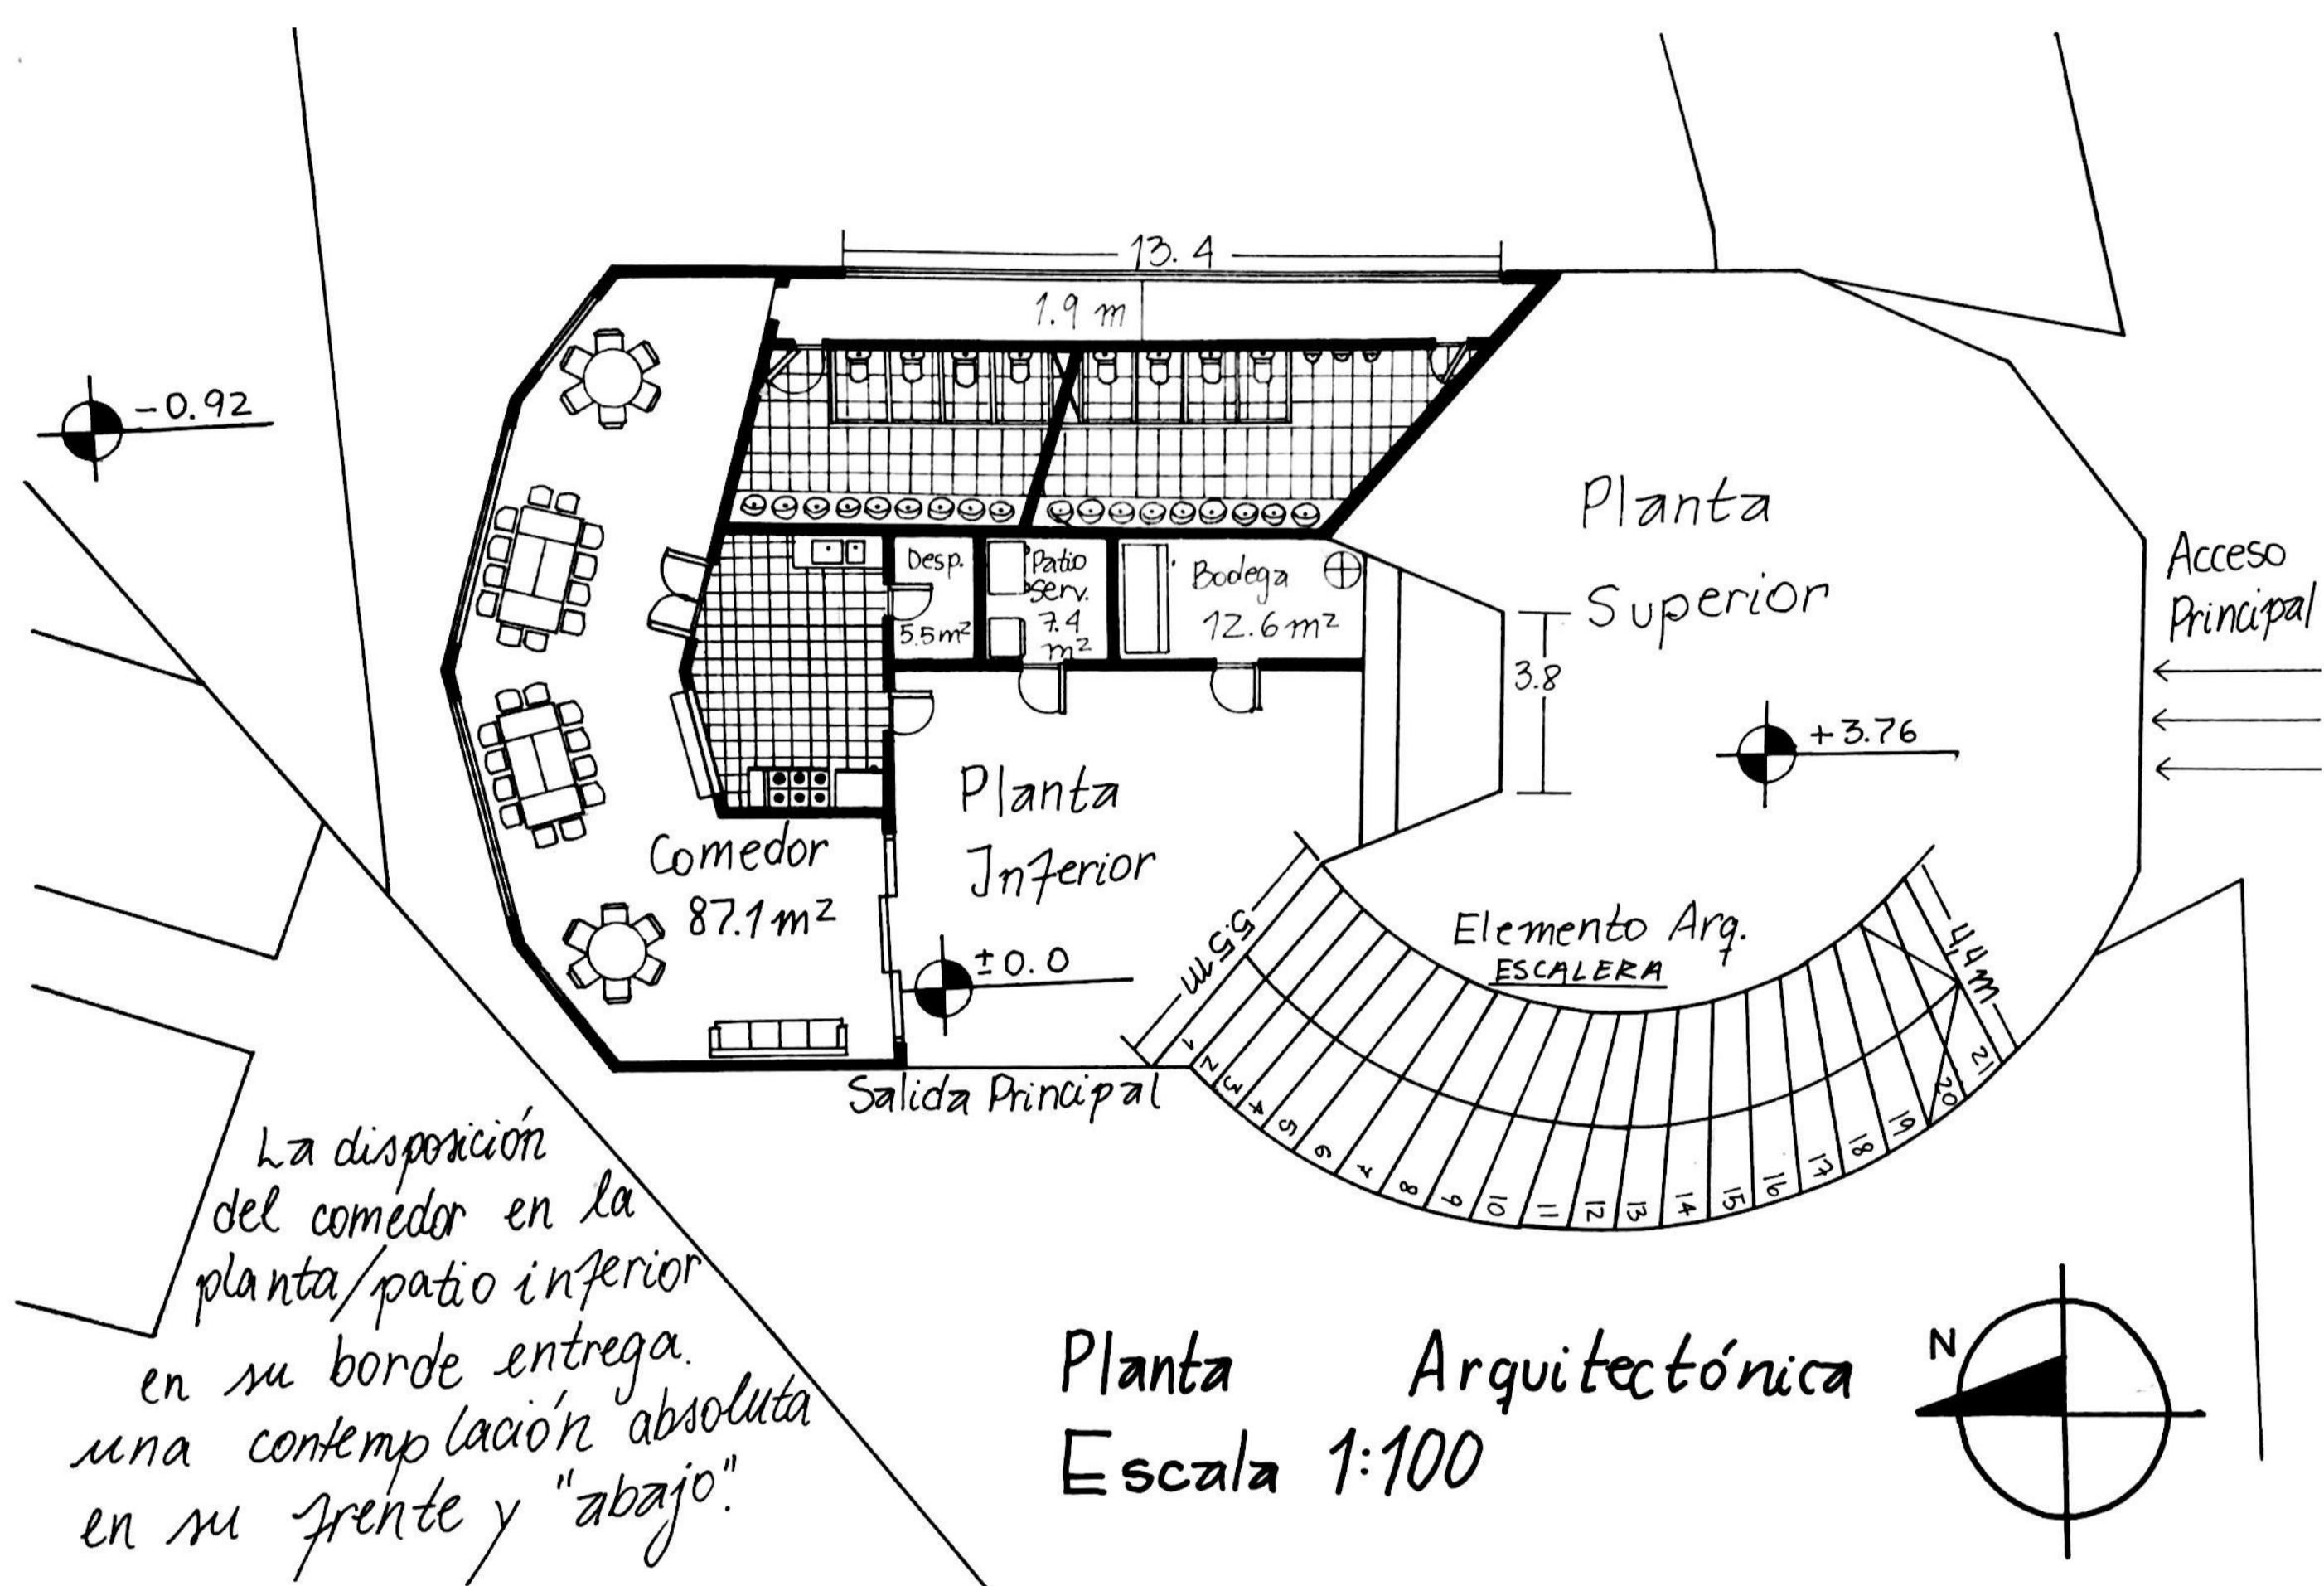 13.4
1.9 m
-0.92
Planta
Superior
Acceso
Principal
Desp.
5.5m²
Patio
serv.
7.4
m²
Bodega
12.6m²
3.8
+3.76
Planta
Inferior
Comedor
87.1m²
±0.0
5.5m
Elemento Arq.
ESCALERA
4.4m
Salida Principal
1 2 3 4 5 6 7 8 9 10 11 12 13 14 15 16 17 18 19 20 21
La disposición
del comedor en la
planta/patio inferior
en su borde entrega
una contemplación absoluta
en su frente y "abajo".
Planta Arquitectónica
Escala 1:100
N